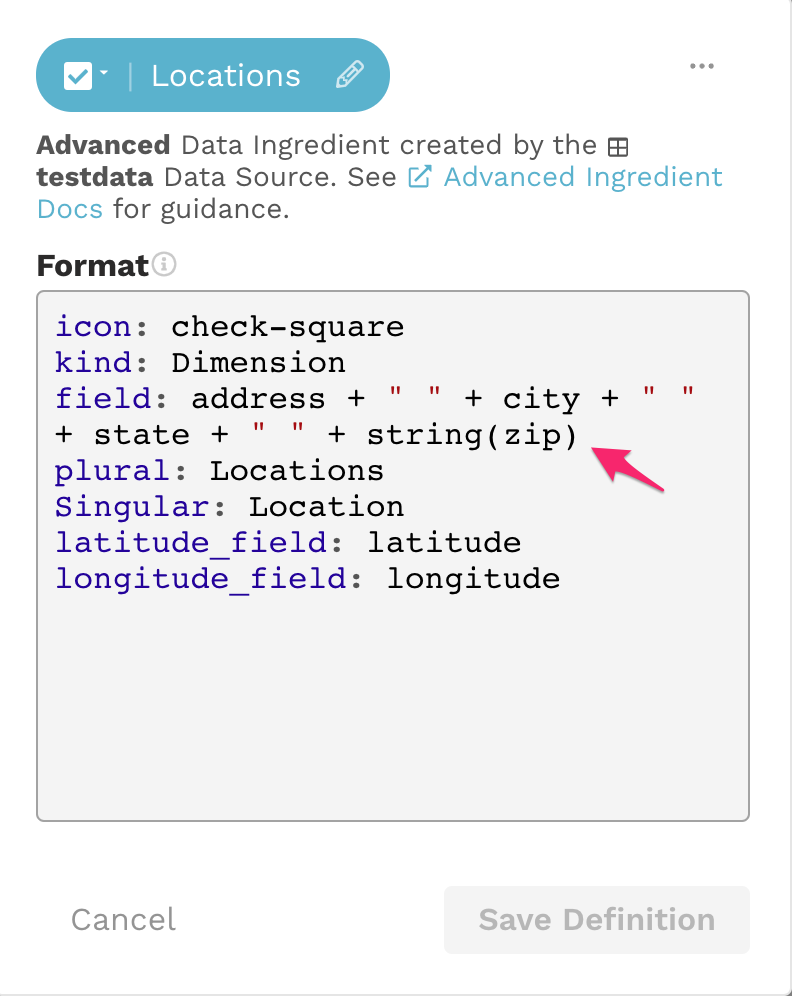 Locations
Advanced Data Ingredient created by the
testdata Data Source. See Advanced Ingredient
Docs for guidance.
Format
icon: check-square
kind: Dimension
field: address + " " + city + " "
+ state + " " + string(zip)
plural: Locations
Singular: Location
latitude_field: latitude
longitude_field: longitude
Cancel
Save Definition